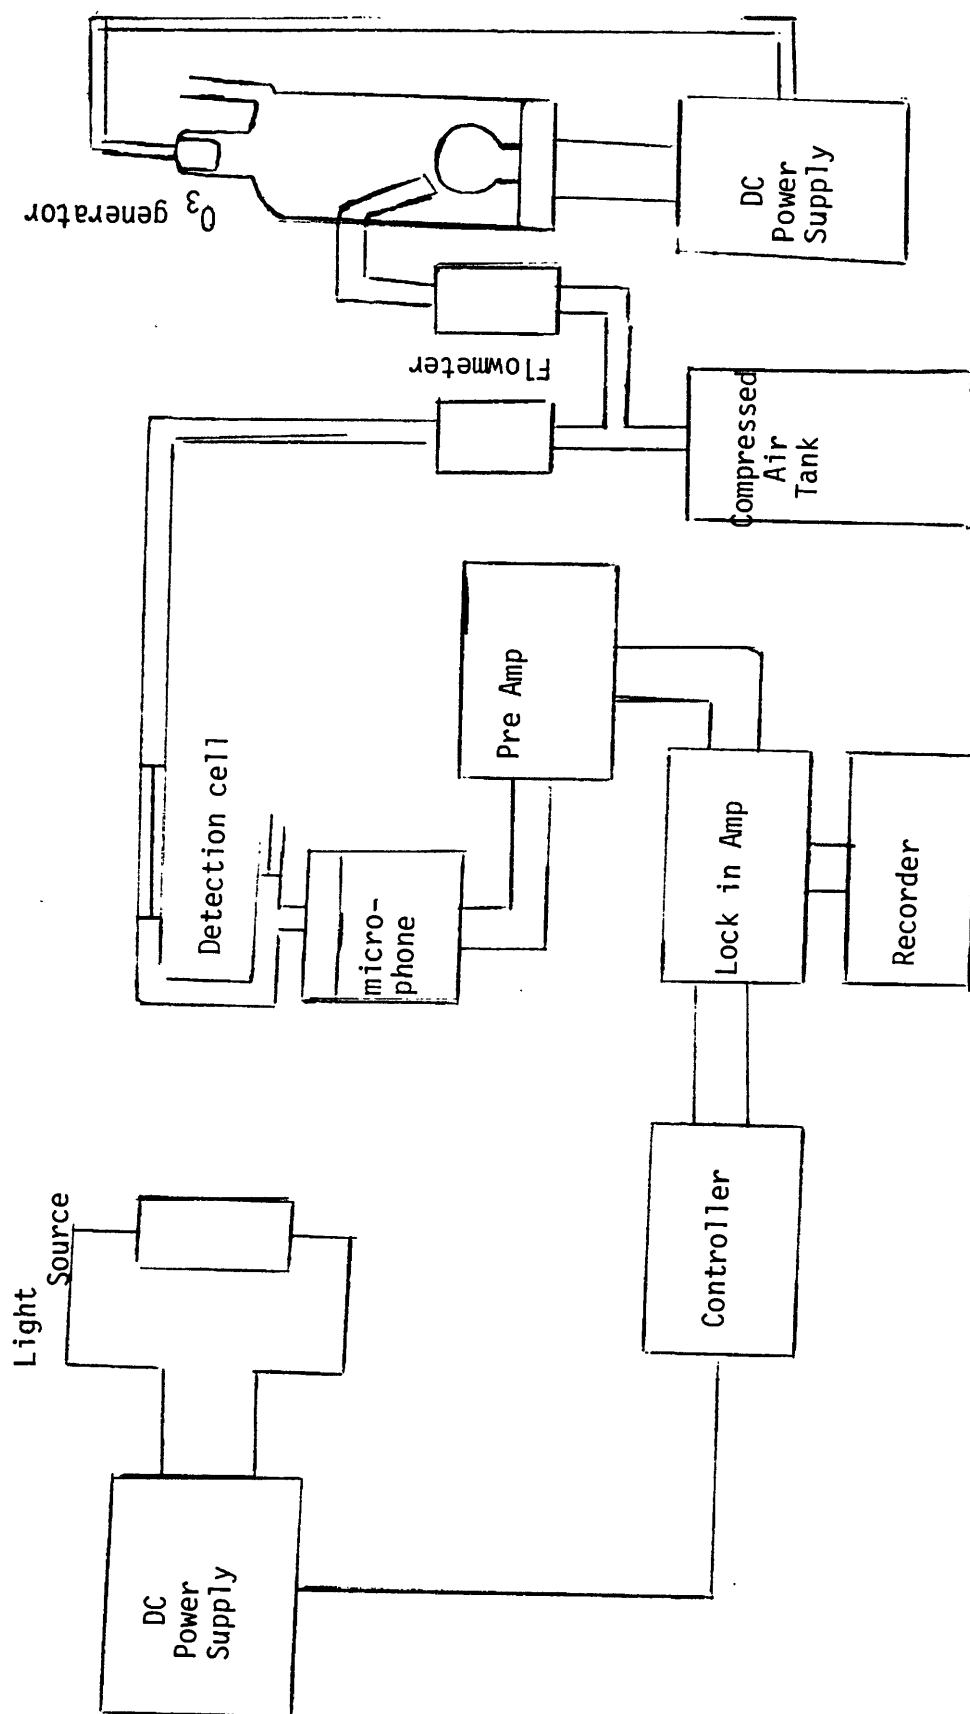 Light
Source
DC
Power
Supply
Controller
Detection cell
micro-
phone
Pre Amp
Lock in Amp
Recorder
Flowmeter
Compressed
Air
Tank
O₃ generator
DC
Power
Supply